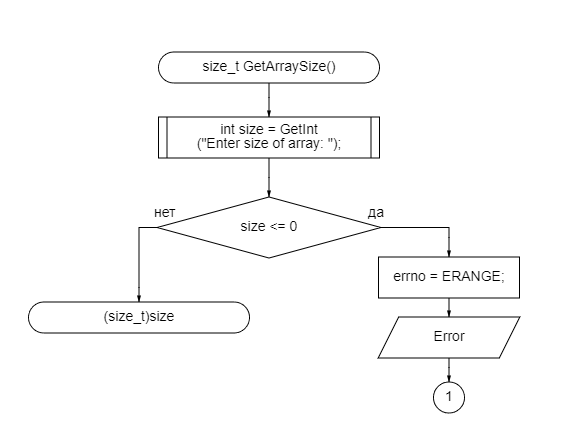 size_t GetArraySize()
int size = GetInt
("Enter size of array: ");
нет
да
size <= 0
errno = ERANGE;
(size_t)size
Error
1